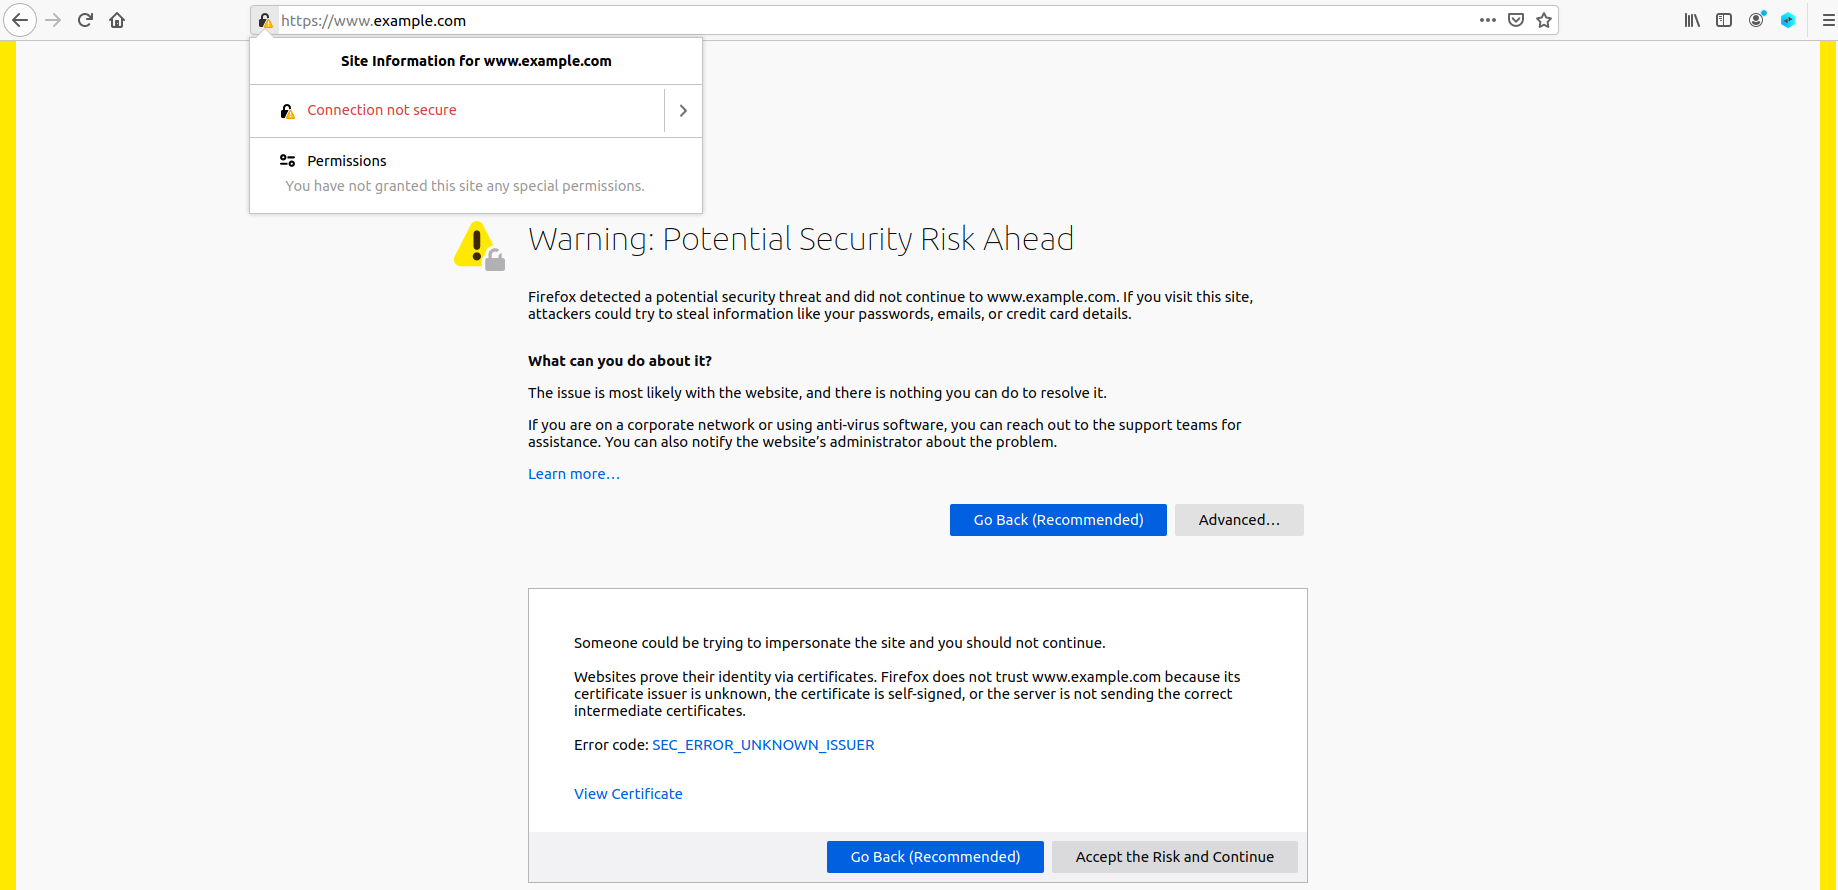 https://www.example.com
Site Information for www.example.com
Connection not secure
Permissions
You have not granted this site any special permissions.
Warning: Potential Security Risk Ahead
Firefox detected a potential security threat and did not continue to www.example.com. If you visit this site,
attackers could try to steal information like your passwords, emails, or credit card details.
What can you do about it?
The issue is most likely with the website, and there is nothing you can do to resolve it.
If you are on a corporate network or using anti-virus software, you can reach out to the support teams for
assistance. You can also notify the website’s administrator about the problem.
Learn more…
Go Back (Recommended)
Advanced…
Someone could be trying to impersonate the site and you should not continue.
Websites prove their identity via certificates. Firefox does not trust www.example.com because its
certificate issuer is unknown, the certificate is self-signed, or the server is not sending the correct
intermediate certificates.
Error code: SEC_ERROR_UNKNOWN_ISSUER
View Certificate
Go Back (Recommended)
Accept the Risk and Continue